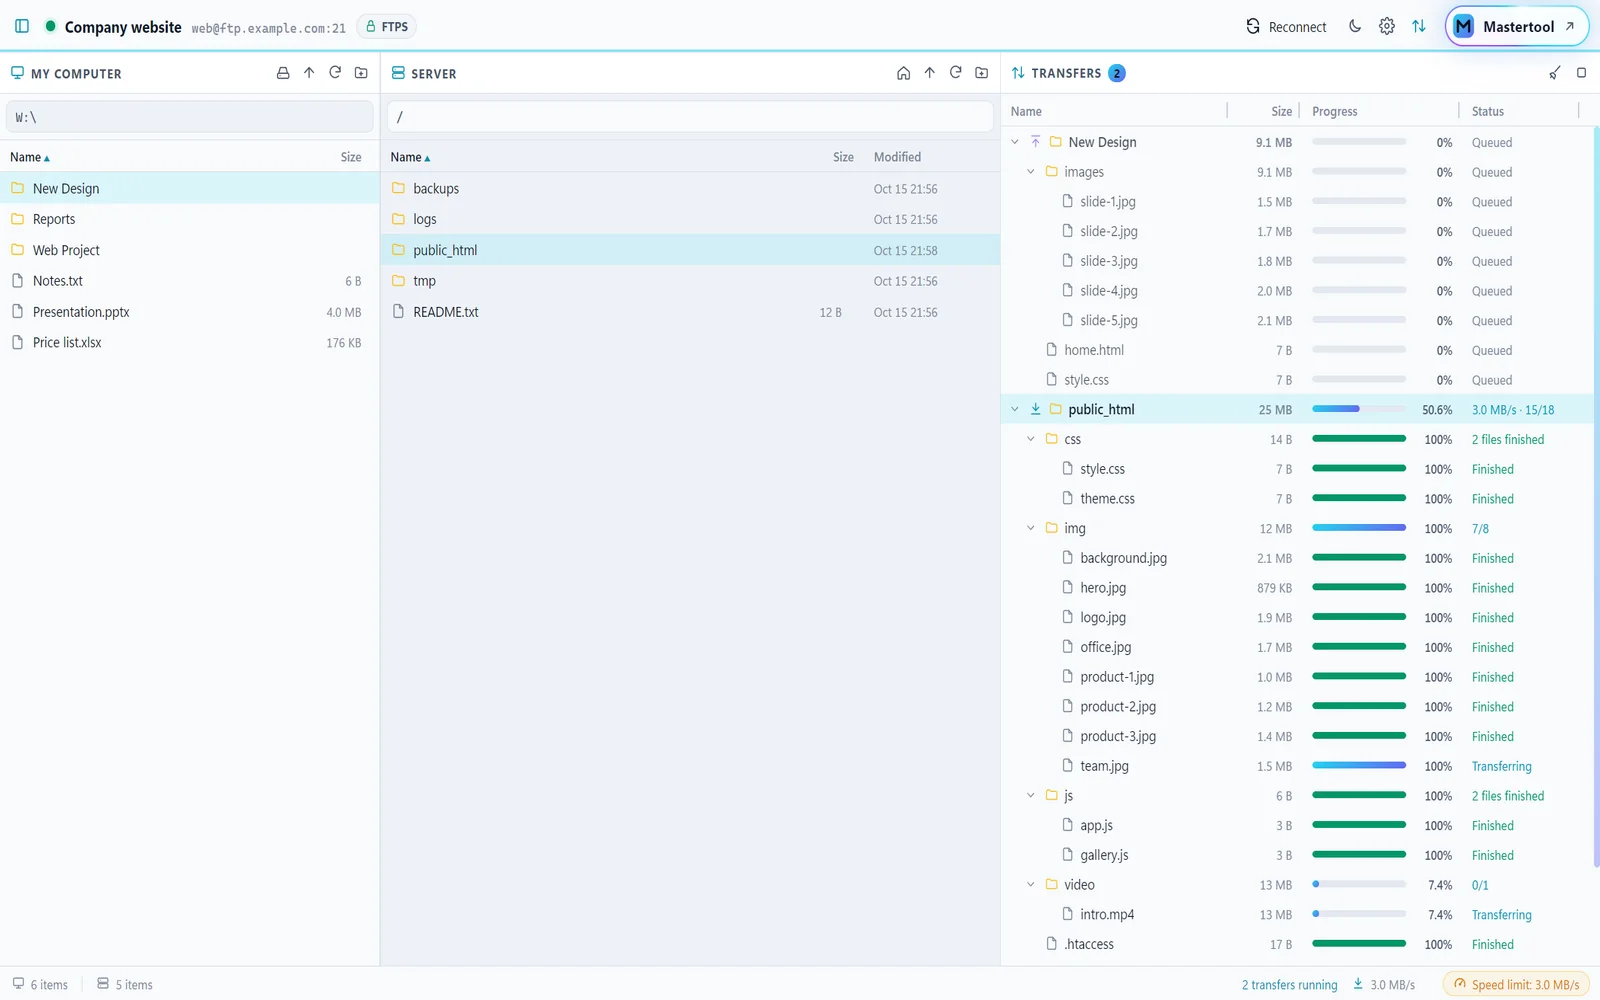 Company website web@ftp.example.com:21 FTPS Reconnect Mastertool
MY COMPUTER
W:\
Name Size
New Design
Reports
Web Project
Notes.txt 6 B
Presentation.pptx 4.0 MB
Price list.xlsx 176 KB
SERVER
/
Name Size Modified
backups Oct 15 21:56
logs Oct 15 21:56
public_html Oct 15 21:58
tmp Oct 15 21:56
README.txt 12 B Oct 15 21:56
TRANSFERS 2
Name Size Progress Status
New Design 9.1 MB 0% Queued
images 9.1 MB 0% Queued
slide-1.jpg 1.5 MB 0% Queued
slide-2.jpg 1.7 MB 0% Queued
slide-3.jpg 1.8 MB 0% Queued
slide-4.jpg 2.0 MB 0% Queued
slide-5.jpg 2.1 MB 0% Queued
home.html 7 B 0% Queued
style.css 7 B 0% Queued
public_html 25 MB 50.6% 3.0 MB/s · 15/18
css 14 B 100% 2 files finished
style.css 7 B 100% Finished
theme.css 7 B 100% Finished
img 12 MB 100% 7/8
background.jpg 2.1 MB 100% Finished
hero.jpg 879 KB 100% Finished
logo.jpg 1.9 MB 100% Finished
office.jpg 1.7 MB 100% Finished
product-1.jpg 1.0 MB 100% Finished
product-2.jpg 1.2 MB 100% Finished
product-3.jpg 1.4 MB 100% Finished
team.jpg 1.5 MB 100% Transferring
js 6 B 100% 2 files finished
app.js 3 B 100% Finished
gallery.js 3 B 100% Finished
video 13 MB 7.4% 0/1
intro.mp4 13 MB 7.4% Transferring
.htaccess 17 B 100% Finished
6 items 5 items 2 transfers running 3.0 MB/s Speed limit: 3.0 MB/s